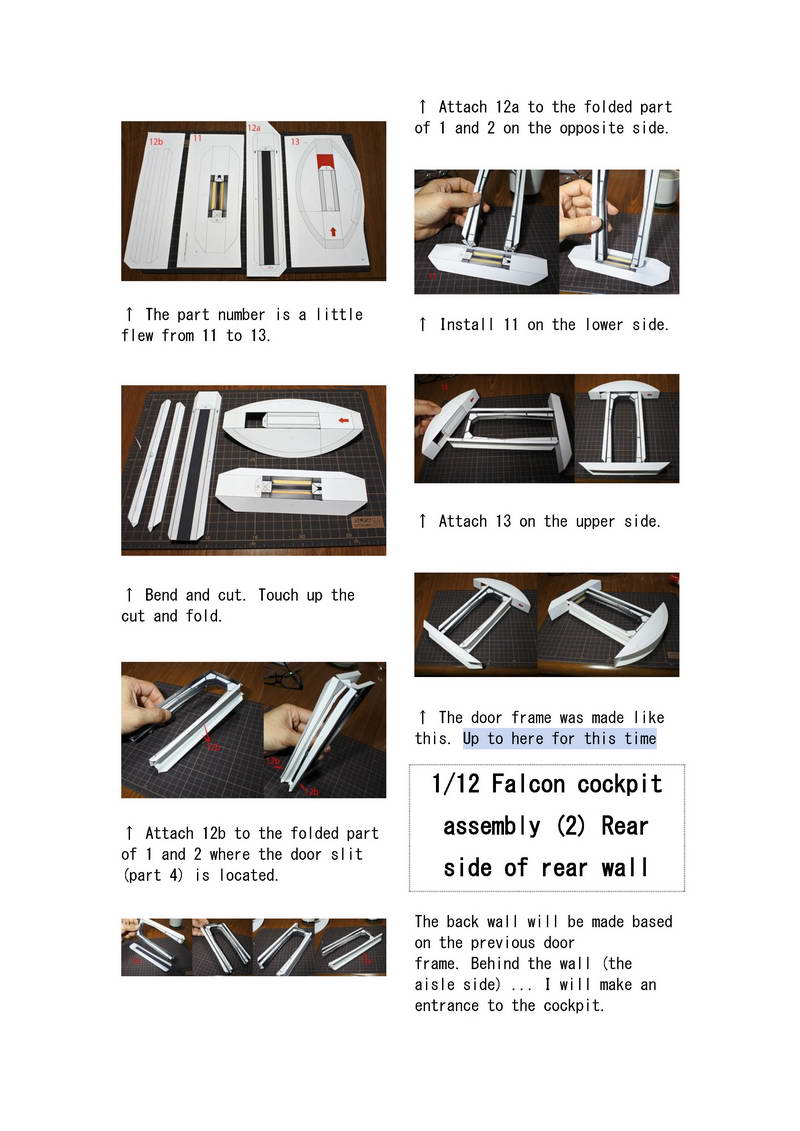 12b
11
12a
13
↑ The part number is a little
flew from 11 to 13.
↑ Bend and cut. Touch up the
cut and fold.
12b
12b
12b
↑ Attach 12b to the folded part
of 1 and 2 where the door slit
(part 4) is located.
↑ Attach 12a to the folded part
of 1 and 2 on the opposite side.
11
↑ Install 11 on the lower side.
13
↑ Attach 13 on the upper side.
↑ The door frame was made like
this. Up to here for this time
1/12 Falcon cockpit
assembly (2) Rear
side of rear wall
The back wall will be made based
on the previous door
frame. Behind the wall (the
aisle side) ... I will make an
entrance to the cockpit.